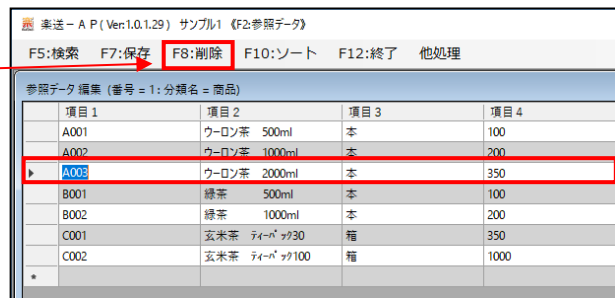 楽送－ＡＰ( Ver:1.0.1.29 ) サンプル1 《F2:参照データ》
F5:検索 F7:保存 F8:削除 F10:ソート F12:終了 他処理
参照データ 編集 (番号 = 1 : 分類名 = 商品)
項目 1 項目 2 項目 3 項目 4
A001 ウーロン茶 500ml 本 100
A002 ウーロン茶 1000ml 本 200
A003 ウーロン茶 2000ml 本 350
B001 緑茶 500ml 本 100
B002 緑茶 1000ml 本 200
C001 玄米茶 ﾃｨｰﾊﾞｯｸ30 箱 350
C002 玄米茶 ﾃｨｰﾊﾞｯｸ100 箱 1000